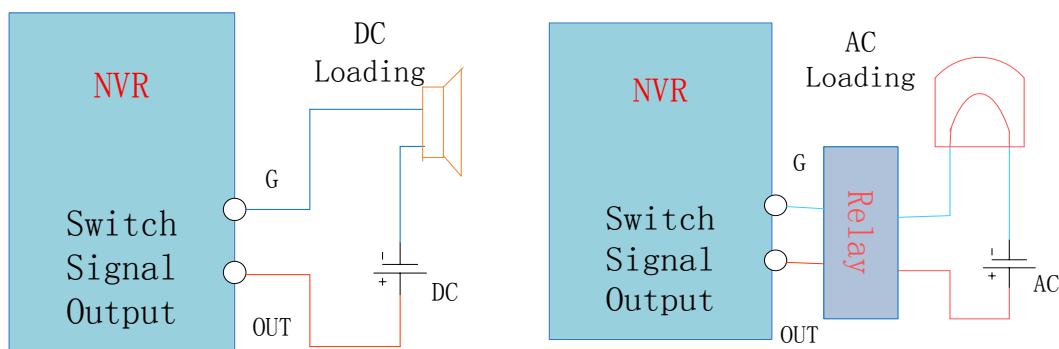 DC
Loading
NVR
G
Switch
Signal
Output
-
+
DC
OUT
AC
Loading
NVR
G
Relay
Switch
Signal
Output
-
+
AC
OUT